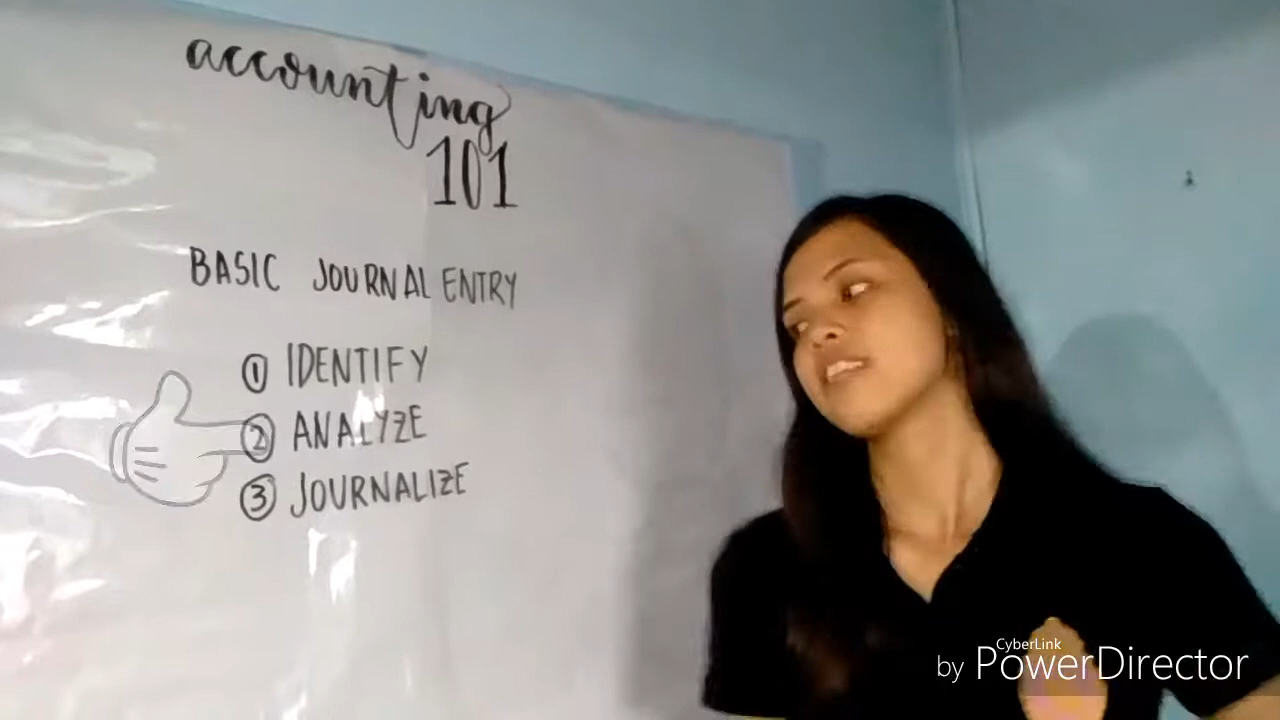 accounting
101
BASIC JOURNAL ENTRY
1 IDENTIFY
2 ANALYZE
3 JOURNALIZE
CyberLink
by PowerDirector